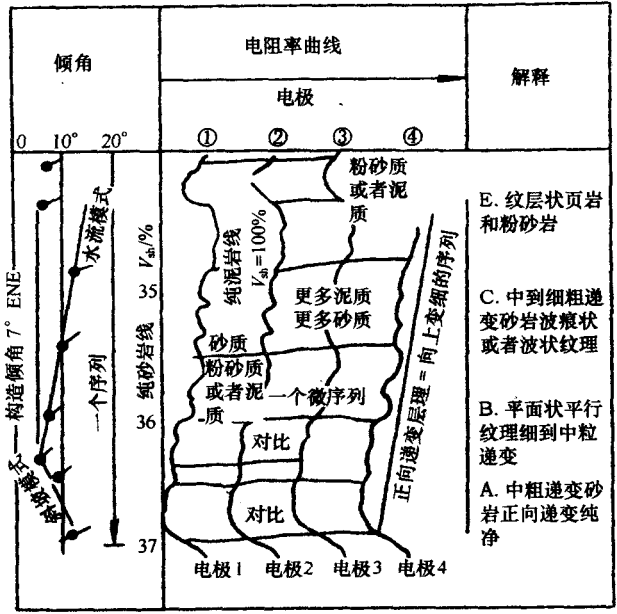 倾角
电阻率曲线
电极
解释
0 10° 20°
① ② ③ ④
粉砂质
或者泥
质
水流模式
构造倾角 7° ENE
一个序列
斜坡模式
Vsh/%
35
纯砂岩线
36
37
纯泥岩线
Vsh=100%
更多泥质
更多砂质
砂质
粉砂质
或者泥
质
一个微序列
对比
对比
正向递变层理=向上变细的序列
电极1 电极2 电极3 电极4
E. 纹层状页岩
和粉砂岩
C. 中到细粗递
变砂岩波痕状
或者波状纹理
B. 平面状平行
纹理细到中粒
递变
A. 中粗递变砂
岩正向递变纯
净